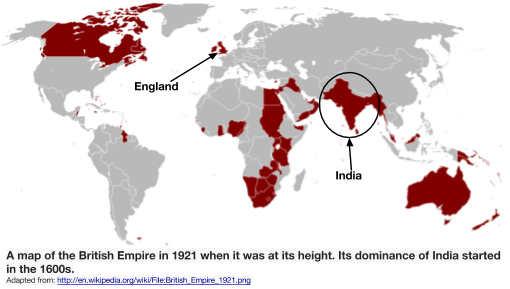 England
India
A map of the British Empire in 1921 when it was at its height. Its dominance of India started
in the 1600s.
Adapted from: http://en.wikipedia.org/wiki/File:British_Empire_1921.png